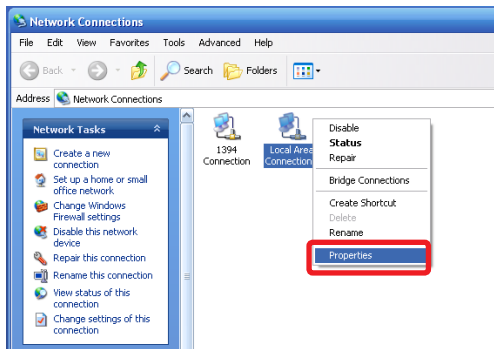 Network Connections
File Edit View Favorites Tools Advanced Help
Back Search Folders
Address Network Connections
Network Tasks
Create a new
connection
Set up a home or small
office network
Change Windows
Firewall settings
Disable this network
device
Repair this connection
Rename this connection
View status of this
connection
Change settings of this
connection
1394
Connection
Local Area
Connection
Disable
Status
Repair
Bridge Connections
Create Shortcut
Delete
Rename
Properties